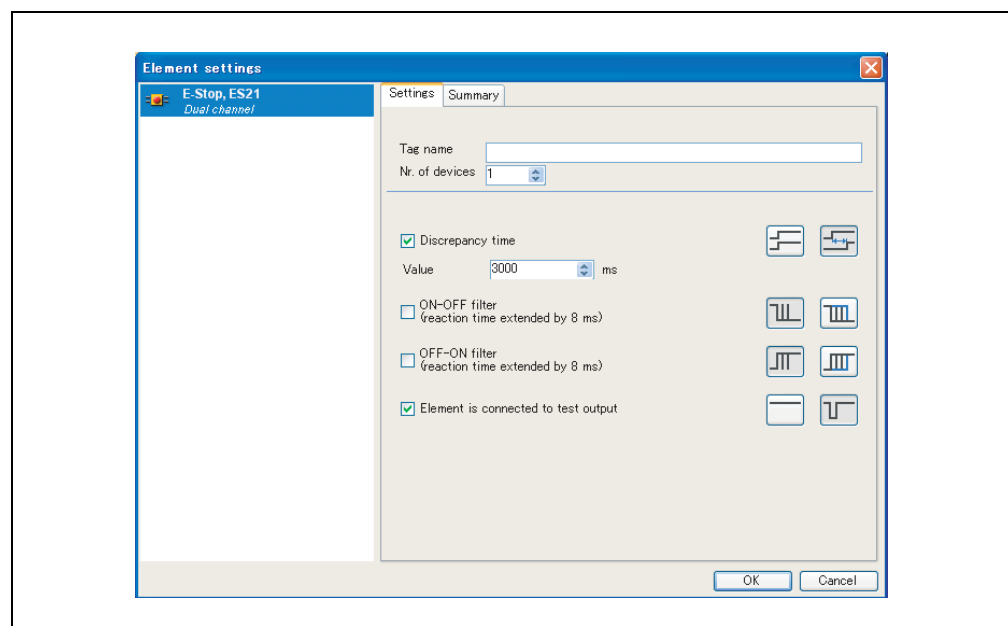 Element settings
E-Stop, ES21
Dual channel
Settings Summary
Tag name
Nr. of devices 1
Discrepancy time
Value 3000 ms
ON-OFF filter
(reaction time extended by 8 ms)
OFF-ON filter
(reaction time extended by 8 ms)
Element is connected to test output
OK Cancel